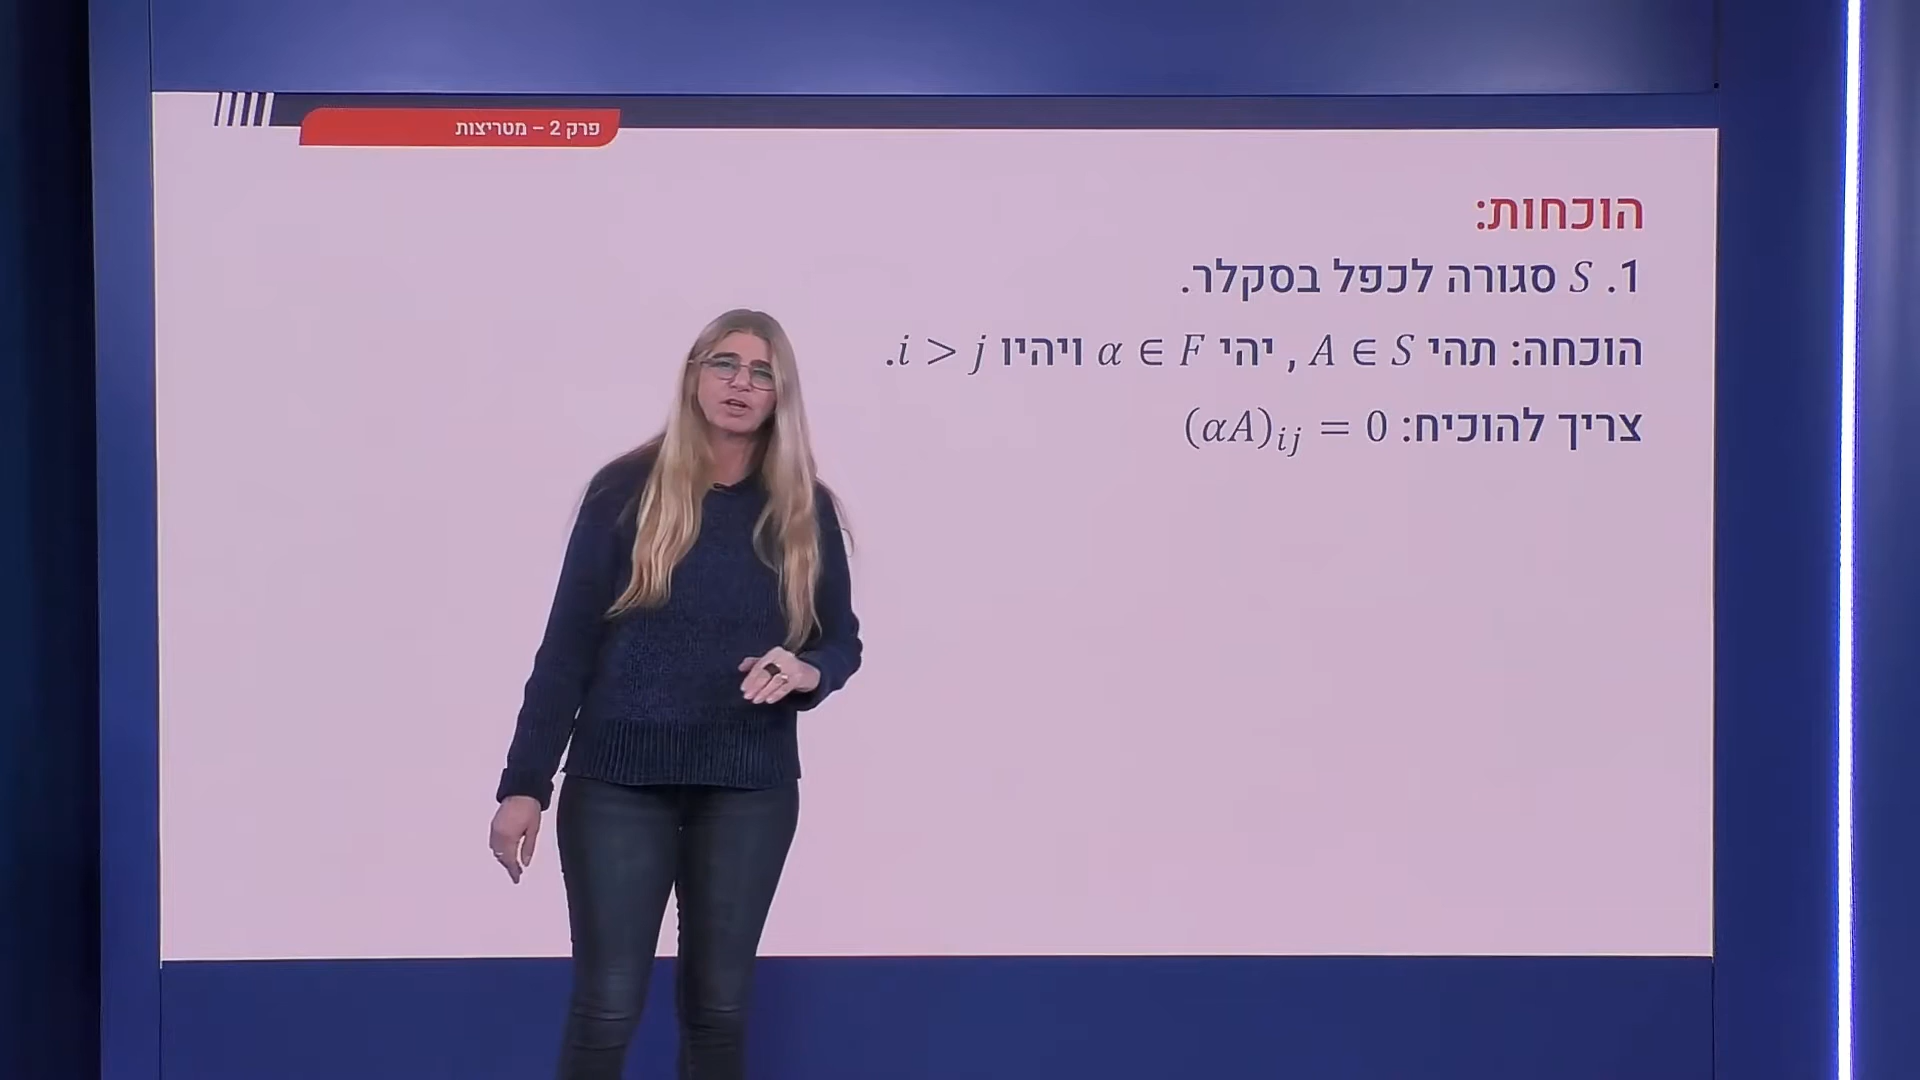 פרק 2 – מטריצות
הוכחות:
1. S סגורה לכפל בסקלר.
הוכחה: תהי A ∈ S , יהי α ∈ F ויהיו i > j.
צריך להוכיח: (αA)ᵢⱼ = 0